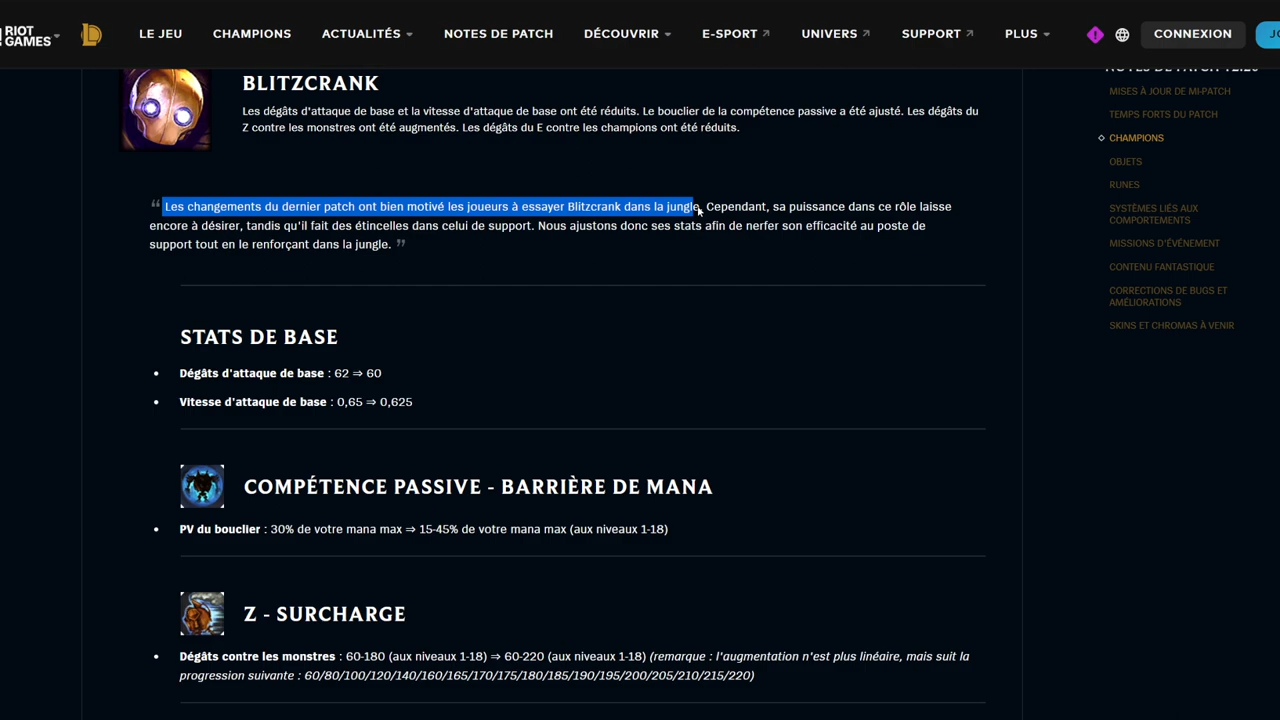 RIOT GAMES
LE JEU
CHAMPIONS
ACTUALITÉS
NOTES DE PATCH
DÉCOUVRIR
E-SPORT
UNIVERS
SUPPORT
PLUS
CONNEXION
BLITZCRANK
Les dégâts d'attaque de base et la vitesse d'attaque de base ont été réduits. Le bouclier de la compétence passive a été ajusté. Les dégâts du
Z contre les monstres ont été augmentés. Les dégâts du E contre les champions ont été réduits.
“ Les changements du dernier patch ont bien motivé les joueurs à essayer Blitzcrank dans la jungle. Cependant, sa puissance dans ce rôle laisse
encore à désirer, tandis qu'il fait des étincelles dans celui de support. Nous ajustons donc ses stats afin de nerfer son efficacité au poste de
support tout en le renforçant dans la jungle. ”
STATS DE BASE
• Dégâts d'attaque de base : 62 ⇒ 60
• Vitesse d'attaque de base : 0,65 ⇒ 0,625
COMPÉTENCE PASSIVE - BARRIÈRE DE MANA
• PV du bouclier : 30% de votre mana max ⇒ 15-45% de votre mana max (aux niveaux 1-18)
Z - SURCHARGE
• Dégâts contre les monstres : 60-180 (aux niveaux 1-18) ⇒ 60-220 (aux niveaux 1-18) (remarque : l'augmentation n'est plus linéaire, mais suit la
progression suivante : 60/80/100/120/140/160/165/170/175/180/185/190/195/200/205/210/215/220)
MISES À JOUR DE MI-PATCH
TEMPS FORTS DU PATCH
CHAMPIONS
OBJETS
RUNES
SYSTÈMES LIÉS AUX
COMPORTEMENTS
MISSIONS D'ÉVÉNEMENT
CONTENU FANTASTIQUE
CORRECTIONS DE BUGS ET
AMÉLIORATIONS
SKINS ET CHROMAS À VENIR